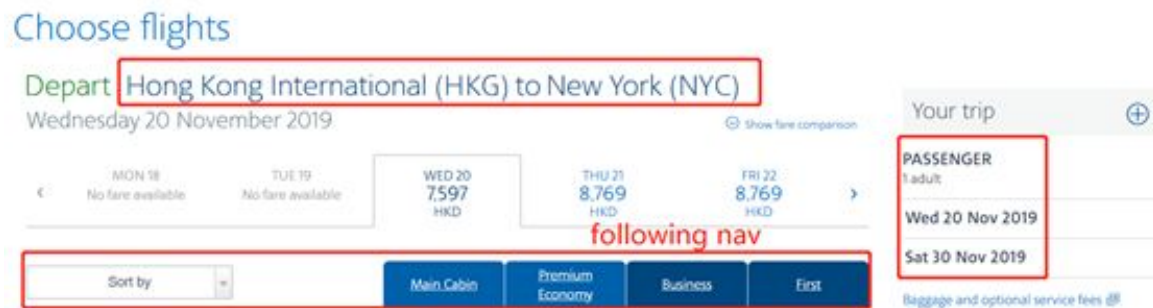 Choose flights
Depart Hong Kong International (HKG) to New York (NYC)
Wednesday 20 November 2019
Show fare comparison
MON 18
No fare available
TUE 19
No fare available
WED 20
7,597
HKD
THU 21
8,769
HKD
FRI 22
8,769
HKD
following nav
Sort by
Main Cabin
Premium
Economy
Business
First
Your trip
PASSENGER
1 adult
Wed 20 Nov 2019
Sat 30 Nov 2019
Baggage and optional service fees